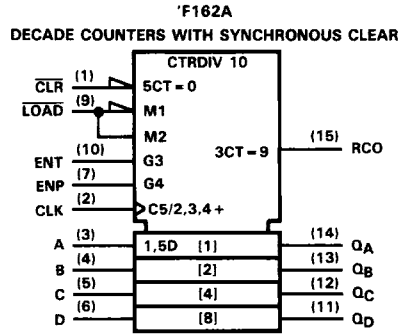 'F162A
DECADE COUNTERS WITH SYNCHRONOUS CLEAR
CTRDIV 10
CLR (1) 5CT=0
LOAD (9) M1
M2
3CT=9 (15) RCO
ENT (10) G3
ENP (7) G4
CLK (2) C5/2,3,4+
A (3) 1,5D [1] (14) QA
B (4) [2] (13) QB
C (5) [4] (12) QC
D (6) [8] (11) QD